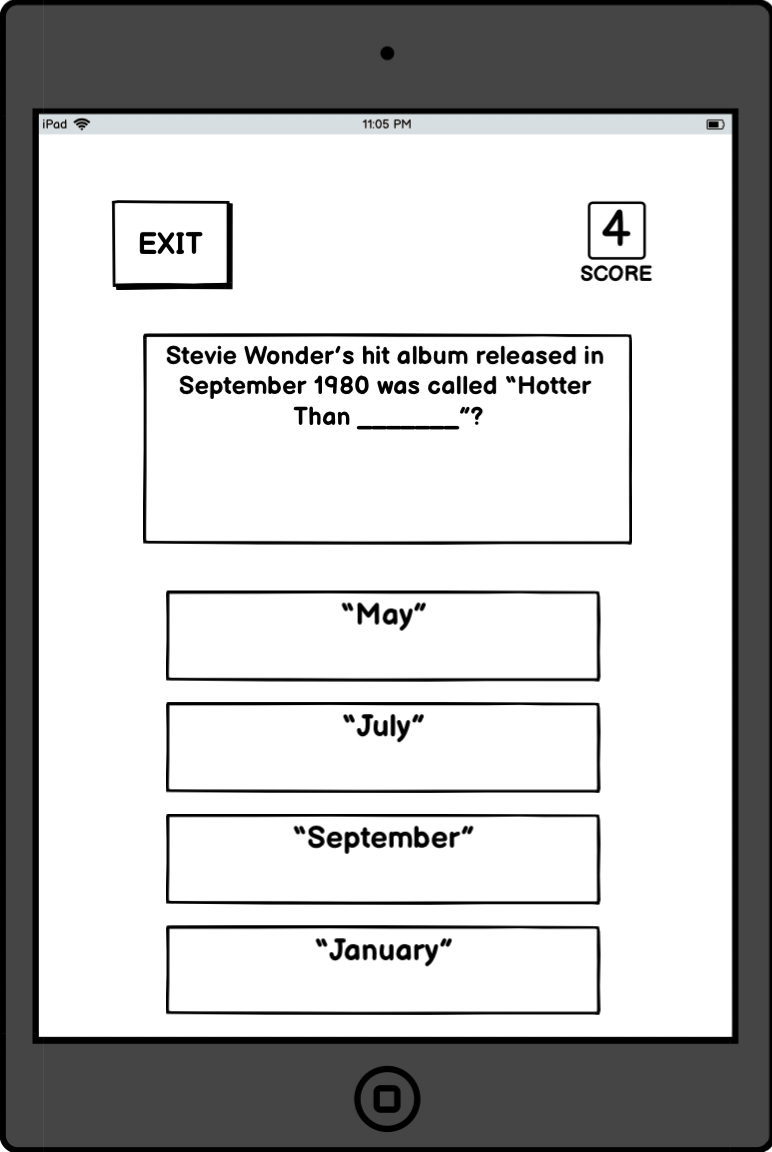 iPad
11:05 PM
EXIT
4
SCORE
Stevie Wonder’s hit album released in
September 1980 was called “Hotter
Than _______”?
“May”
“July”
“September”
“January”